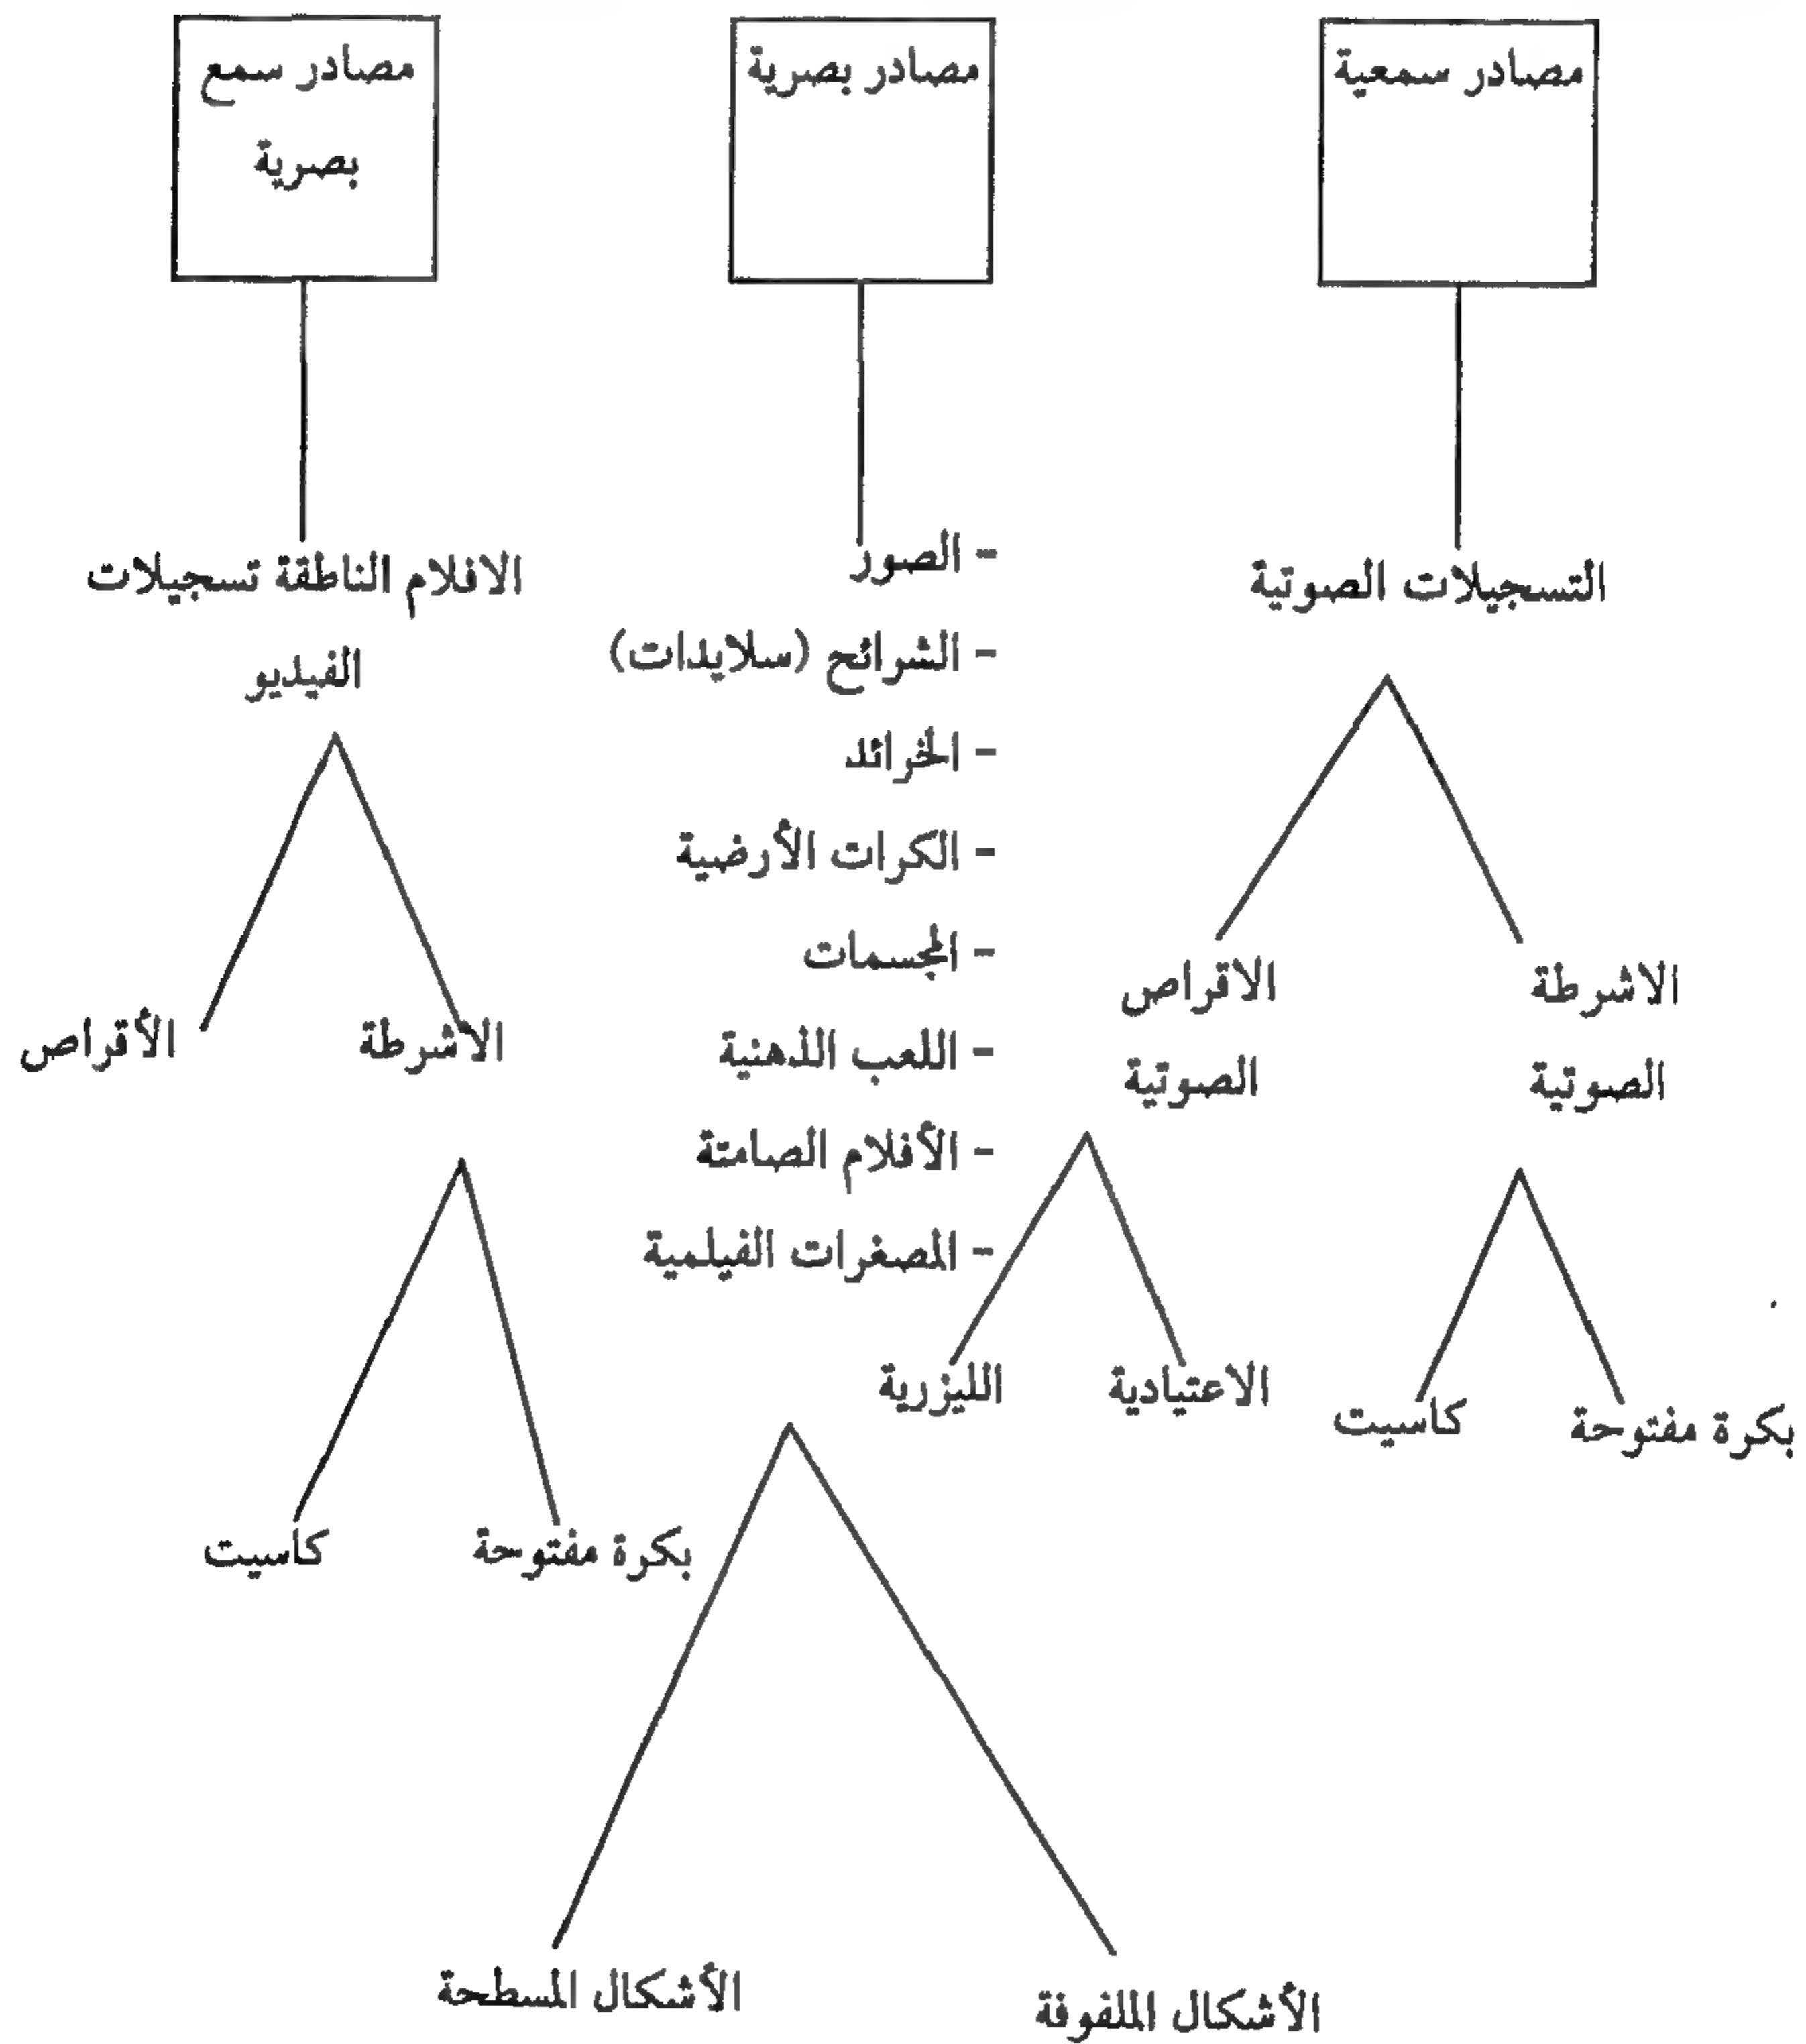 مصادر سمعية
مصادر بصرية
مصادر سمع
بصرية
التسجيلات الصوتية
الاشرطة
الصوتية
بكرة مفتوحة
كاسيت
الاقراص
الصوتية
الاعتيادية
الليزرية
- الصور
- الشرائح (سلايدات)
- الخرائد
- الكرات الأرضية
- المجسمات
- اللعب الذهنية
- الأفلام الصامتة
- المصغرات الفيلمية
الأشكال الملفوفة
الأشكال المسطحة
الافلام الناطقة تسجيلات
الفيديو
الاشرطة
الأقراص
بكرة مفتوحة
كاسيت